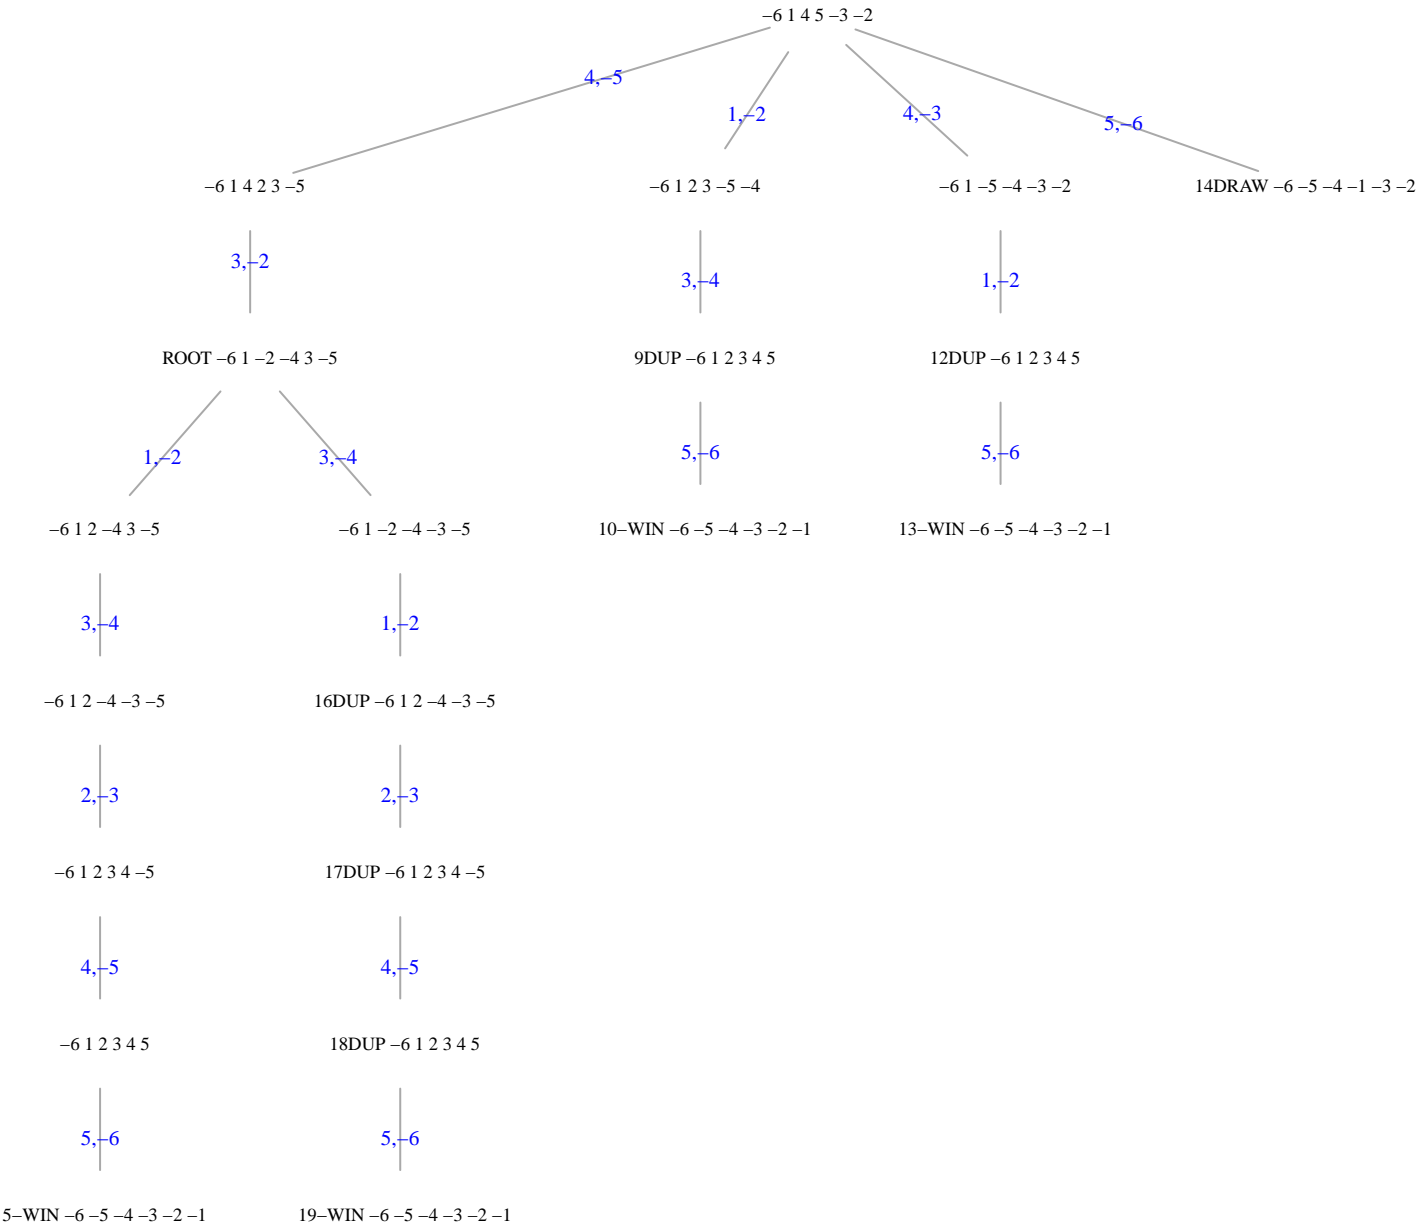 –6 1 4 5 –3 –2
4,–5
1,–2
4,–3
5,–6
–6 1 4 2 3 –5
–6 1 2 3 –5 –4
–6 1 –5 –4 –3 –2
14DRAW –6 –5 –4 –1 –3 –2
3,–2
3,–4
1,–2
ROOT –6 1 –2 –4 3 –5
9DUP –6 1 2 3 4 5
12DUP –6 1 2 3 4 5
1,–2
3,–4
5,–6
5,–6
–6 1 2 –4 3 –5
–6 1 –2 –4 –3 –5
10–WIN –6 –5 –4 –3 –2 –1
13–WIN –6 –5 –4 –3 –2 –1
3,–4
1,–2
–6 1 2 –4 –3 –5
16DUP –6 1 2 –4 –3 –5
2,–3
2,–3
–6 1 2 3 4 –5
17DUP –6 1 2 3 4 –5
4,–5
4,–5
–6 1 2 3 4 5
18DUP –6 1 2 3 4 5
5,–6
5,–6
5–WIN –6 –5 –4 –3 –2 –1
19–WIN –6 –5 –4 –3 –2 –1